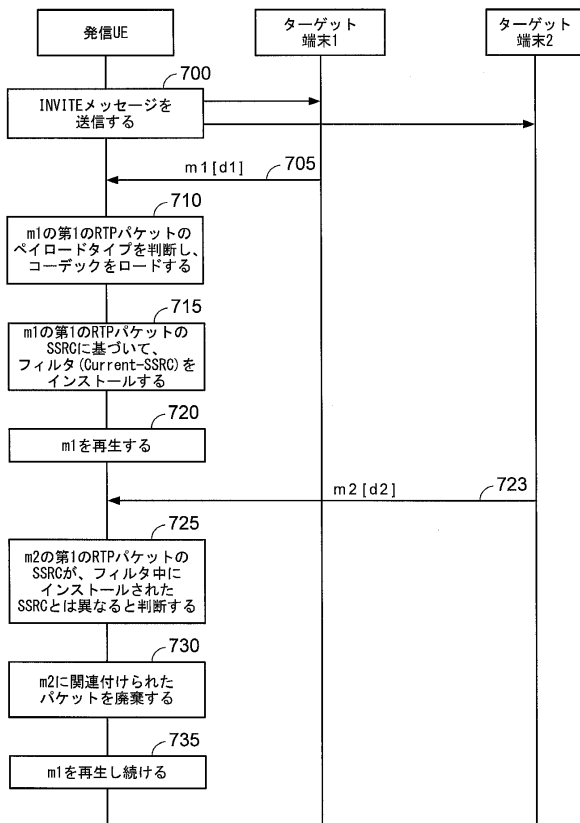 発信UE
ターゲット
端末1
ターゲット
端末2
700
INVITEメッセージを
送信する
m1[d1]
705
710
m1の第1のRTPパケットの
ペイロードタイプを判断し、
コーデックをロードする
715
m1の第1のRTPパケットの
SSRCに基づいて、
フィルタ(Current-SSRC)を
インストールする
720
m1を再生する
m2[d2]
723
725
m2の第1のRTPパケットの
SSRCが、フィルタ中に
インストールされた
SSRCとは異なると判断する
730
m2に関連付けられた
パケットを廃棄する
735
m1を再生し続ける